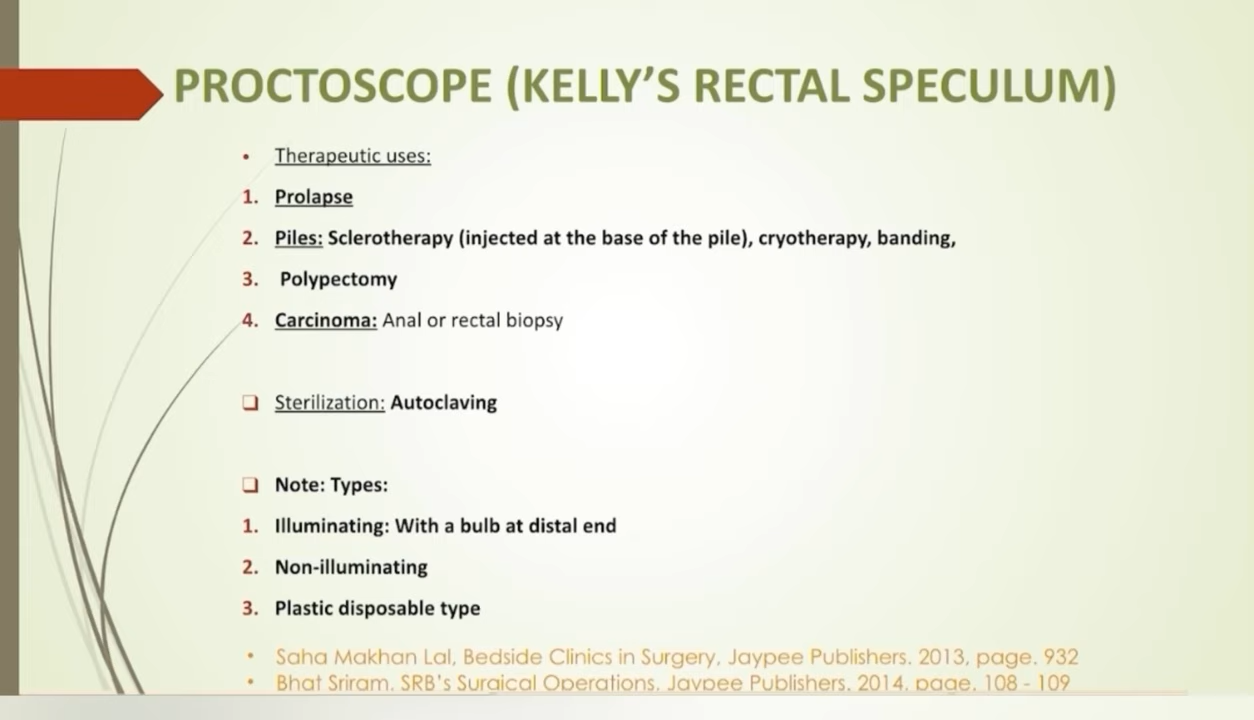 PROCTOSCOPE (KELLY’S RECTAL SPECULUM)
• Therapeutic uses:
1. Prolapse
2. Piles: Sclerotherapy (injected at the base of the pile), cryotherapy, banding,
3. Polypectomy
4. Carcinoma: Anal or rectal biopsy
❑ Sterilization: Autoclaving
❑ Note: Types:
1. Illuminating: With a bulb at distal end
2. Non-illuminating
3. Plastic disposable type
• Saha Makhan Lal, Bedside Clinics in Surgery, Jaypee Publishers. 2013, page. 932
• Bhat Sriram. SRB’s Surgical Operations. Jaypee Publishers. 2014. page. 108 - 109